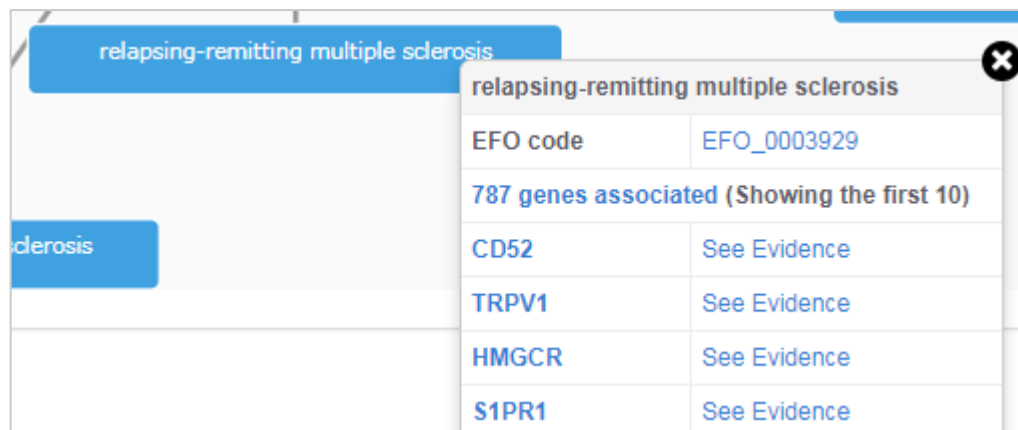 relapsing-remitting multiple sclerosis
relapsing-remitting multiple sclerosis
EFO code EFO_0003929
787 genes associated (Showing the first 10)
sclerosis
CD52 See Evidence
TRPV1 See Evidence
HMGCR See Evidence
S1PR1 See Evidence